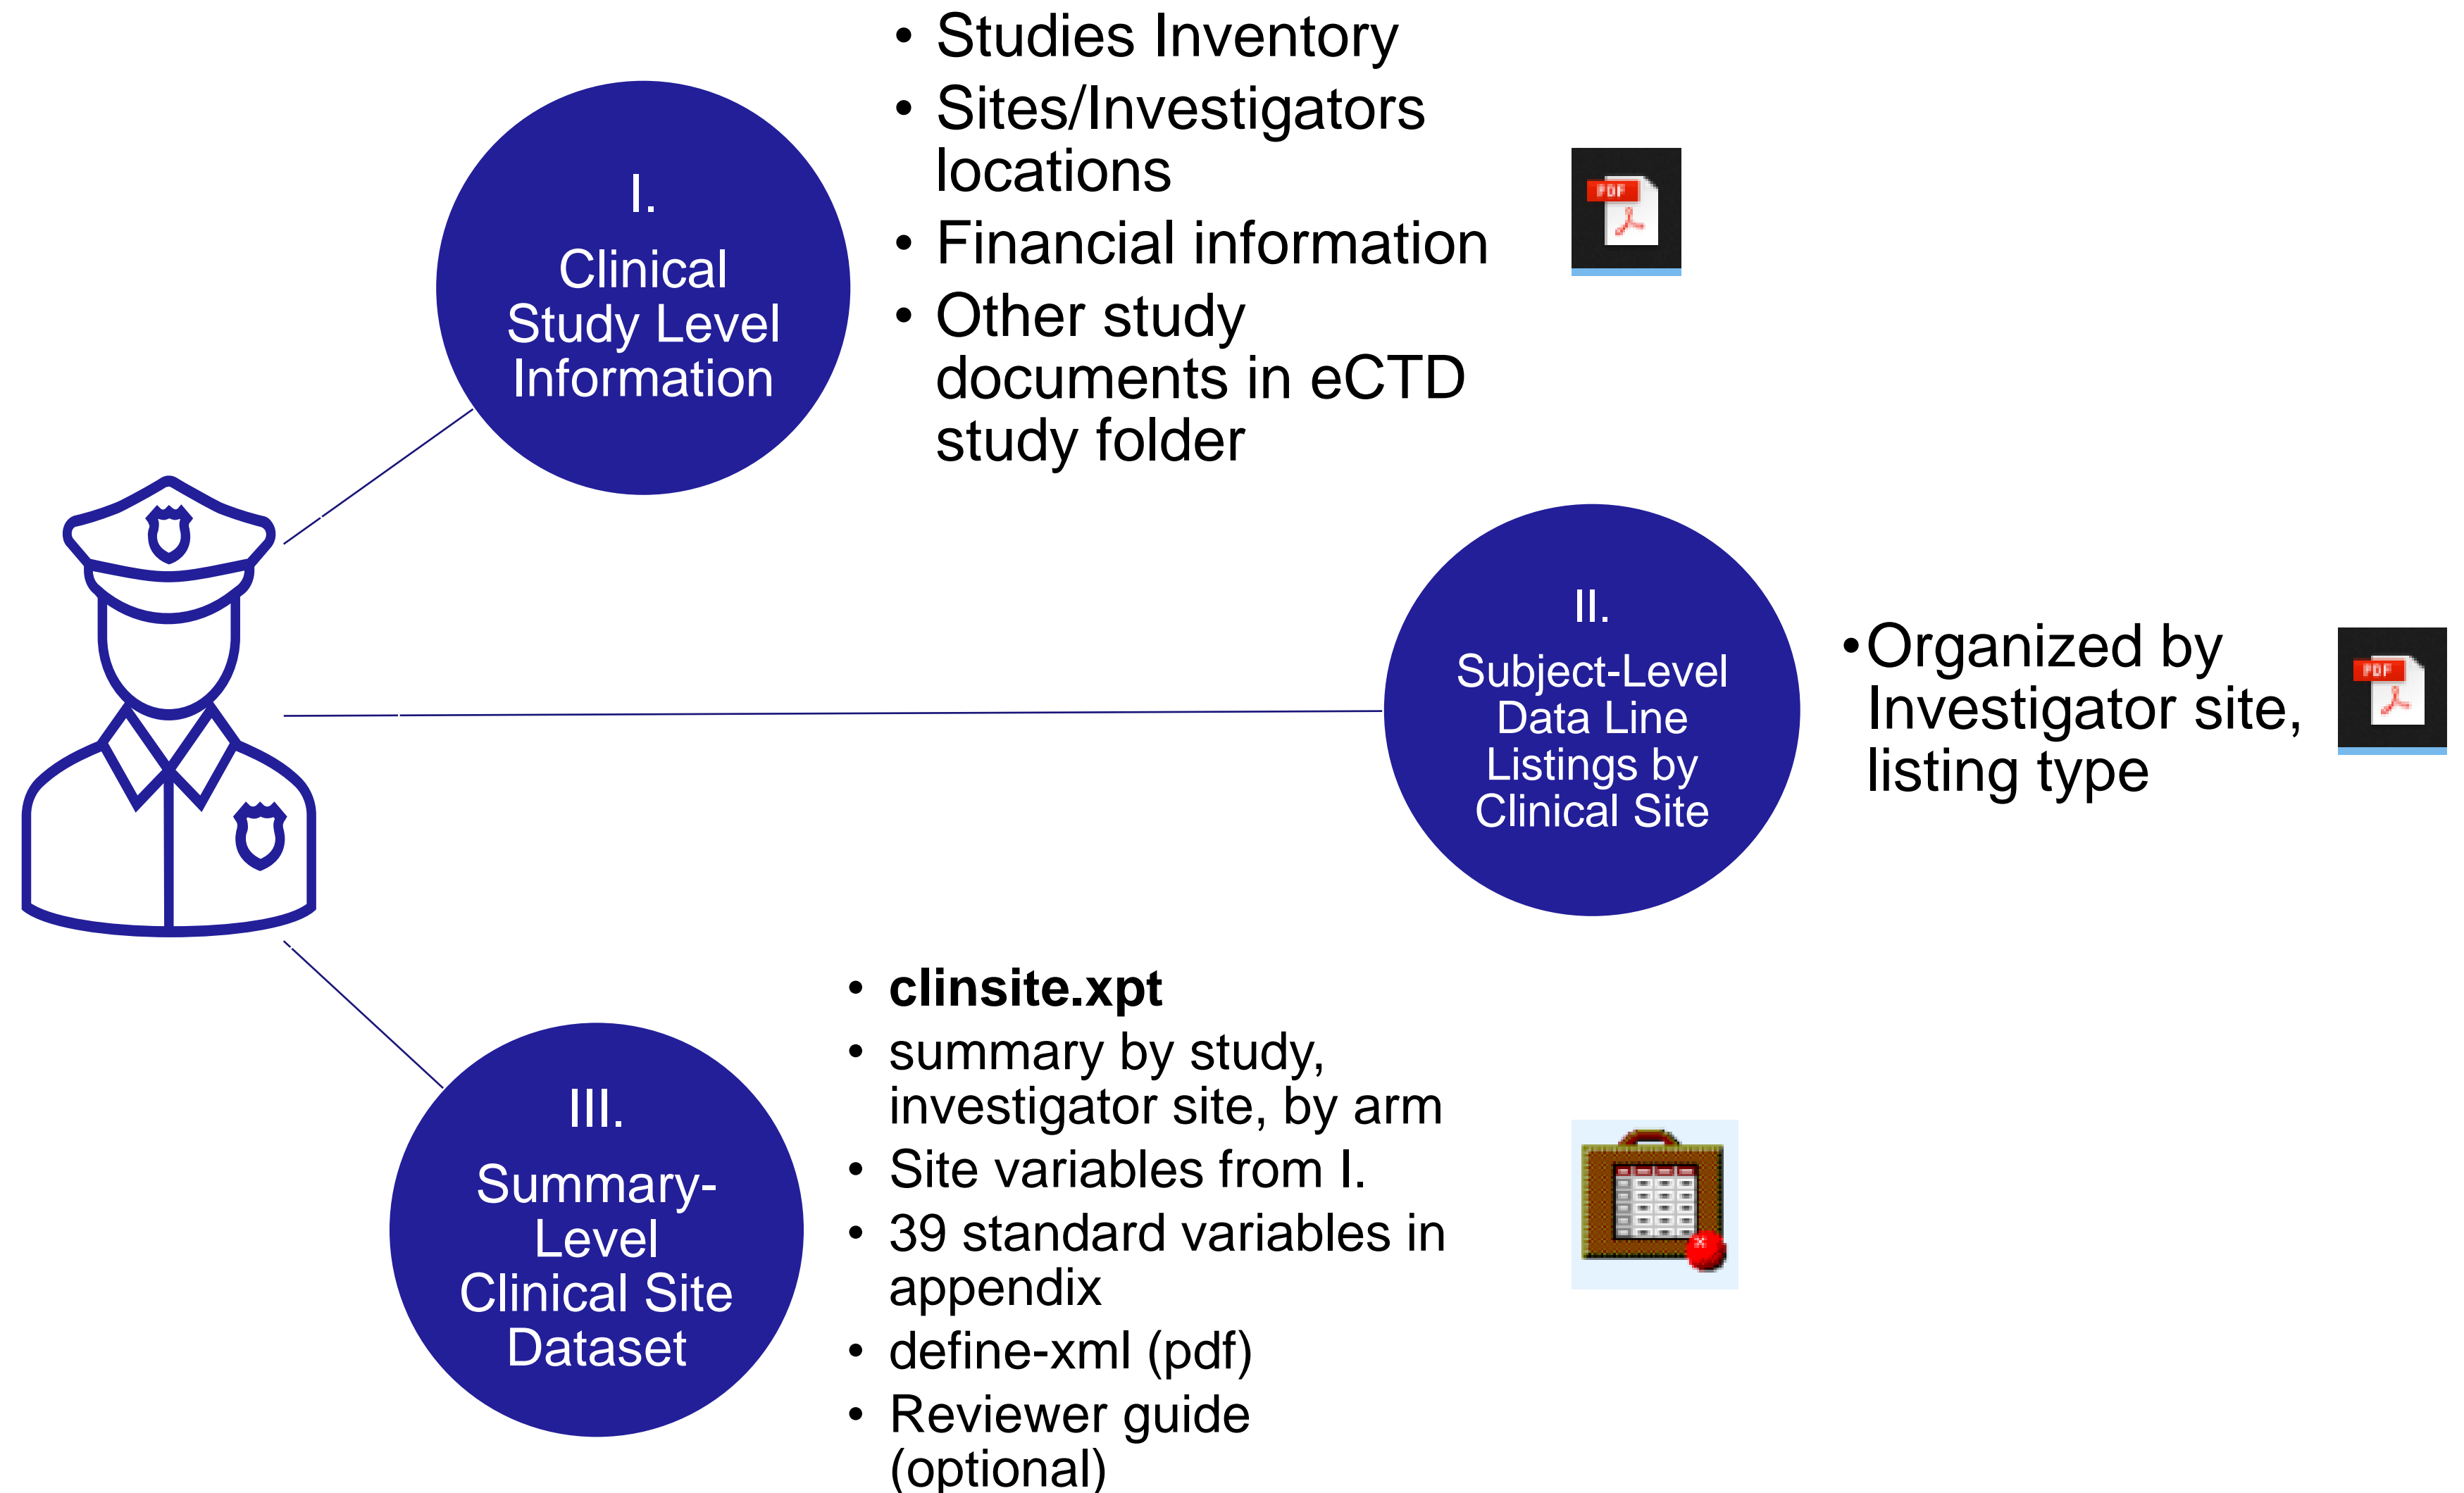 I.
Clinical
Study Level
Information
• Studies Inventory
• Sites/Investigators
locations
• Financial information
• Other study
documents in eCTD
study folder
PDF
II.
Subject-Level
Data Line
Listings by
Clinical Site
•Organized by
Investigator site,
listing type
PDF
III.
Summary-
Level
Clinical Site
Dataset
• clinsite.xpt
• summary by study,
investigator site, by arm
• Site variables from I.
• 39 standard variables in
appendix
• define-xml (pdf)
• Reviewer guide
(optional)